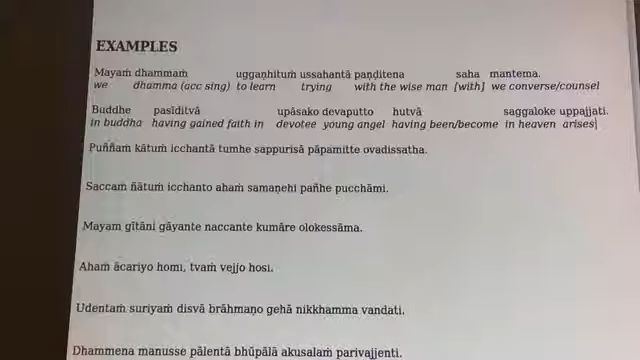 EXAMPLES
Mayaṁ dhammaṁ uggaṇhituṁ ussahantā paṇḍitena saha mantema.
we dhamma (acc sing) to learn trying with the wise man [with] we converse/counsel
Buddhe pasīditvā upāsako devaputto hutvā saggaloke uppajjati.
in buddha having gained faith in devotee young angel having been/become in heaven arises
Puññaṁ kātuṁ icchantā tumhe sappurisā pāpamitte ovadissatha.
Saccaṁ ñātuṁ icchanto ahaṁ samaṇehi pañhe pucchāmi.
Mayaṁ gītāni gāyante naccante kumāre olokessāma.
Ahaṁ ācariyo homi, tvaṁ vejjo hosi.
Udentaṁ suriyaṁ disvā brāhmaṇo gehā nikkhamma vandati.
Dhammena manusse pālentā bhūpālā akusalaṁ parivajjenti.